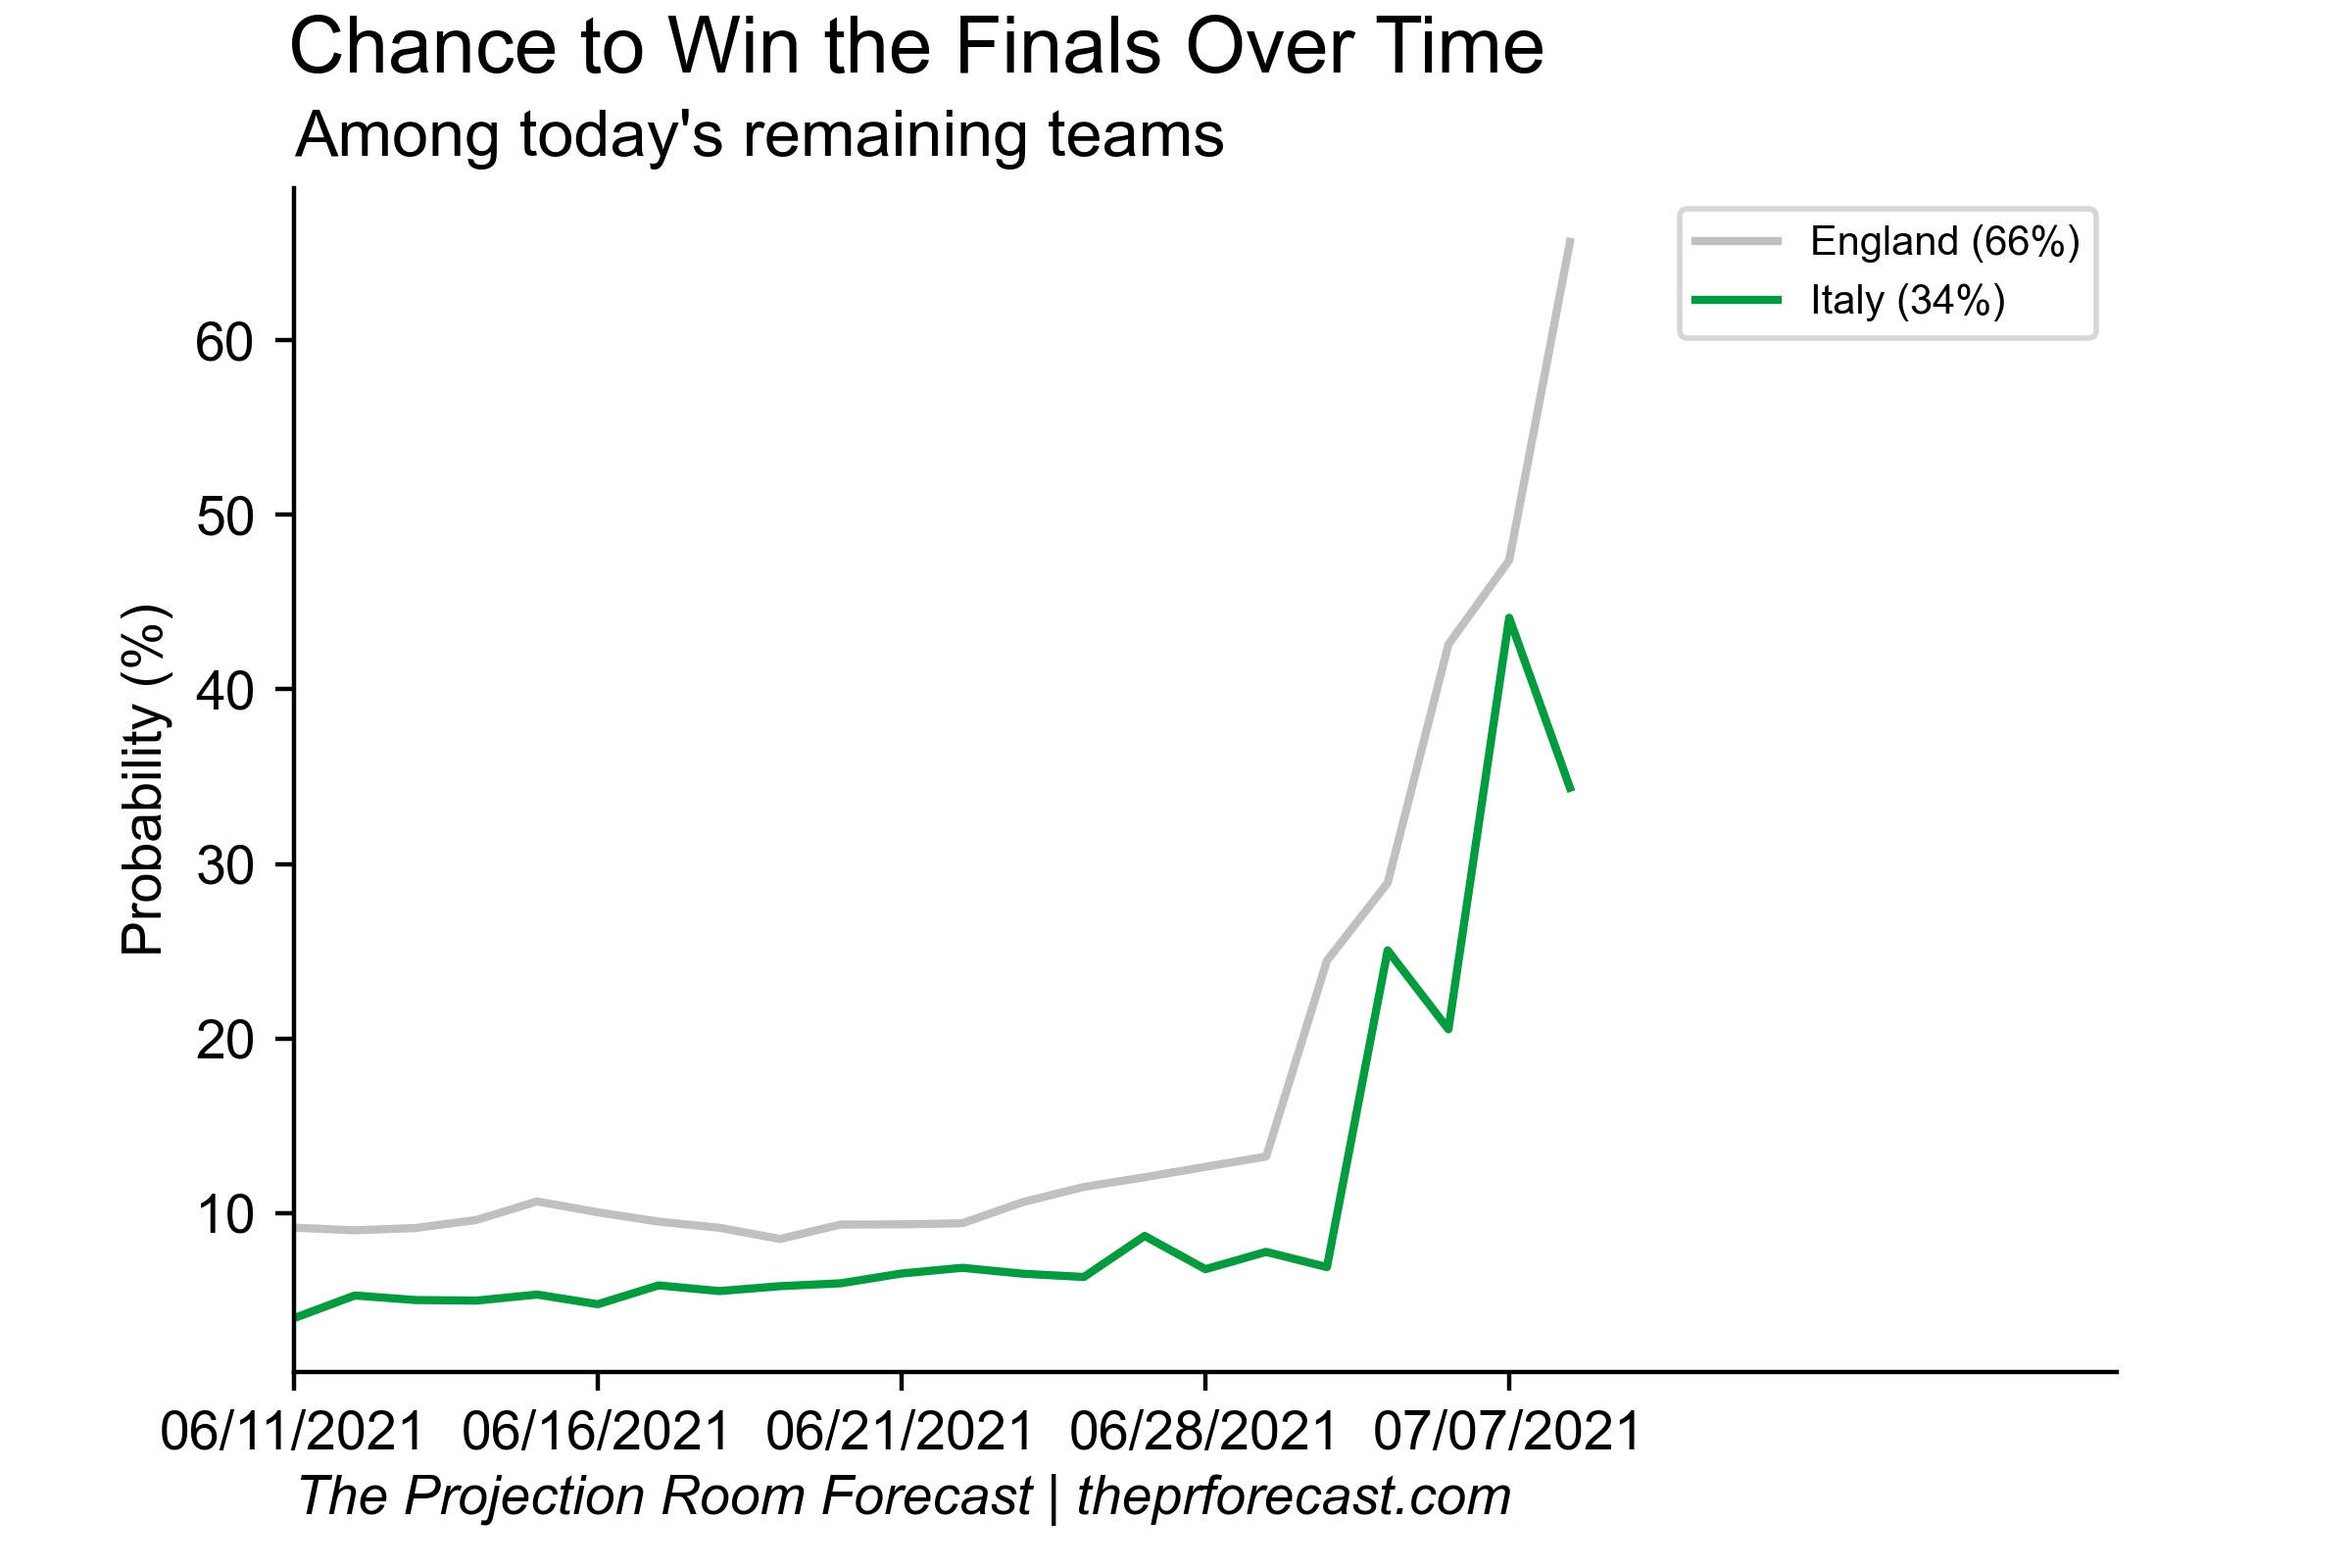 Chance to Win the Finals Over Time
Among today's remaining teams
England (66%)
Italy (34%)
Probability (%)
60
50
40
30
20
10
06/11/2021 06/16/2021 06/21/2021 06/28/2021 07/07/2021
The Projection Room Forecast | theprforecast.com